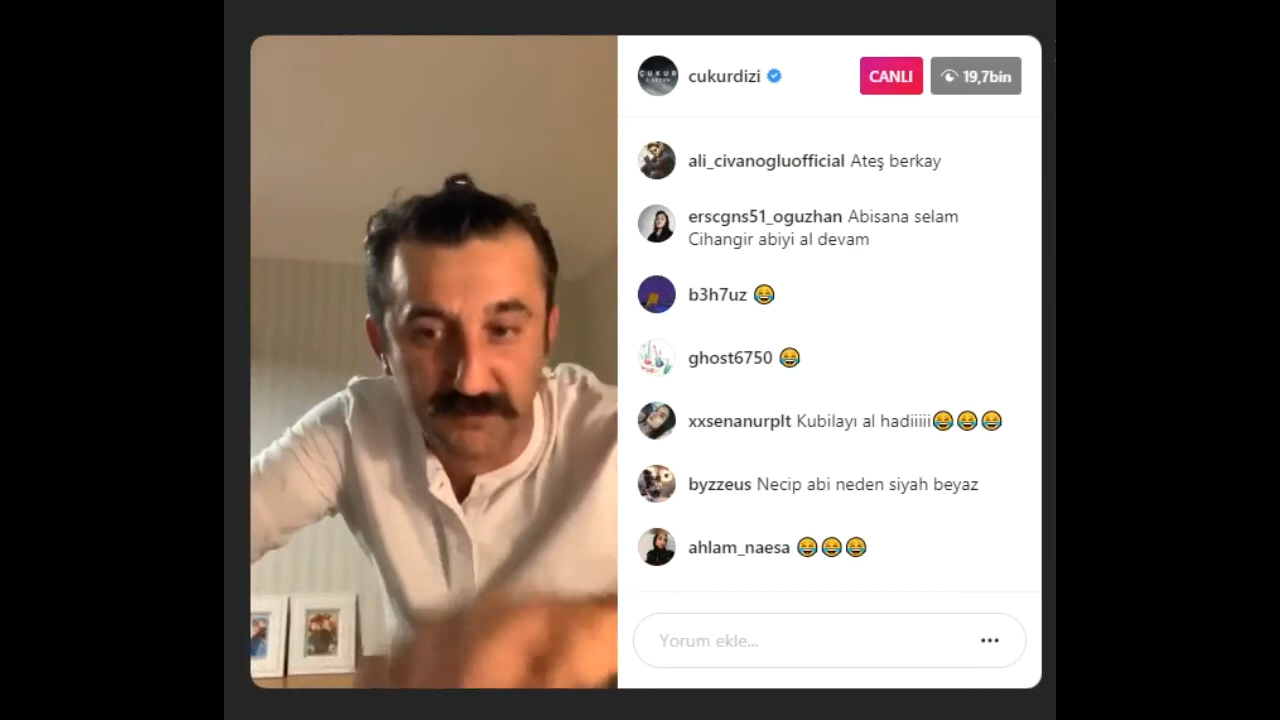 ÇUKUR
cukurdizi
CANLI
19,7bin
ali_civanogluofficial Ateş berkay
erscgns51_oguzhan Abisana selam
Cihangir abiyi al devam
b3h7uz 😂
ghost6750 😂
xxsenanurplt Kubilayı al hadiiiii😂😂😂
byzzeus Necip abi neden siyah beyaz
ahlam_naesa 😂😂😂
Yorum ekle...